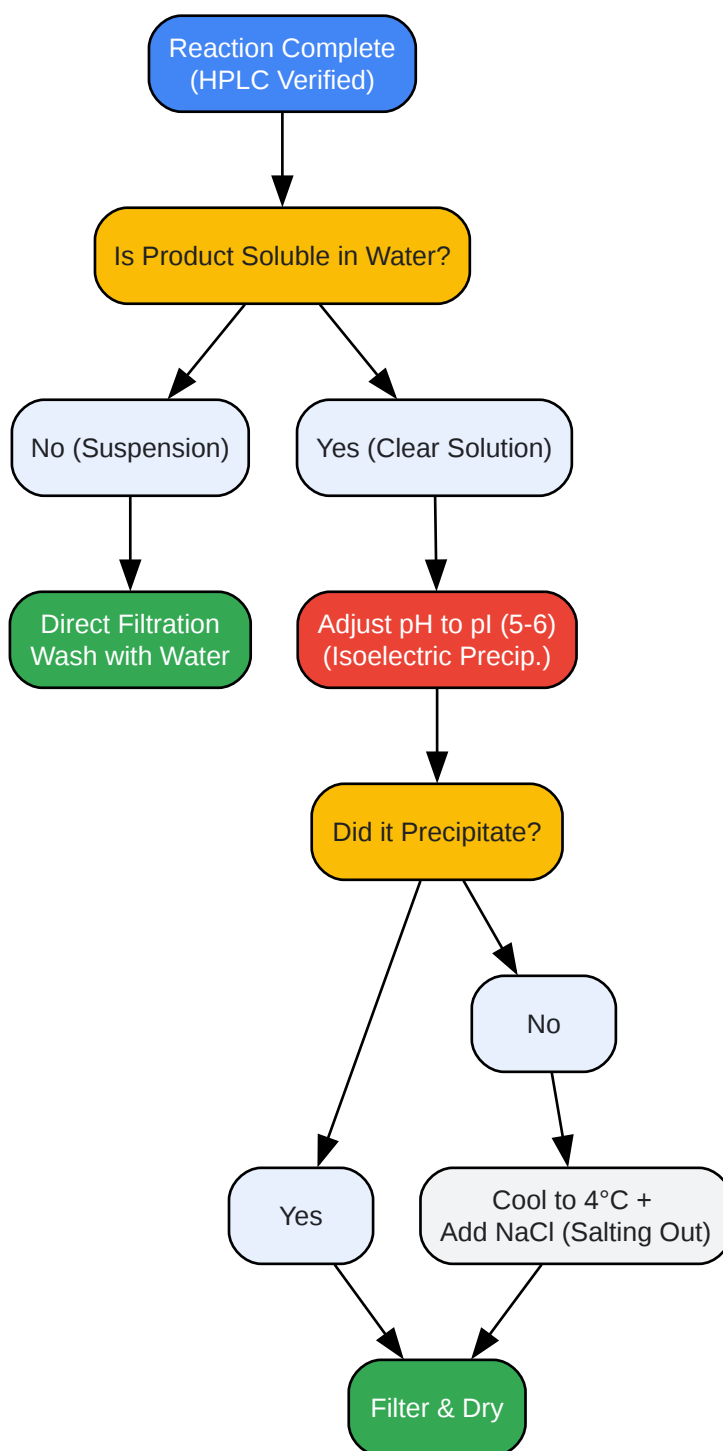 Reaction Complete
(HPLC Verified)
Is Product Soluble in Water?
No (Suspension)
Yes (Clear Solution)
Direct Filtration
Wash with Water
Adjust pH to pI (5-6)
(Isoelectric Precip.)
Did it Precipitate?
No
Yes
Cool to 4°C +
Add NaCl (Salting Out)
Filter & Dry